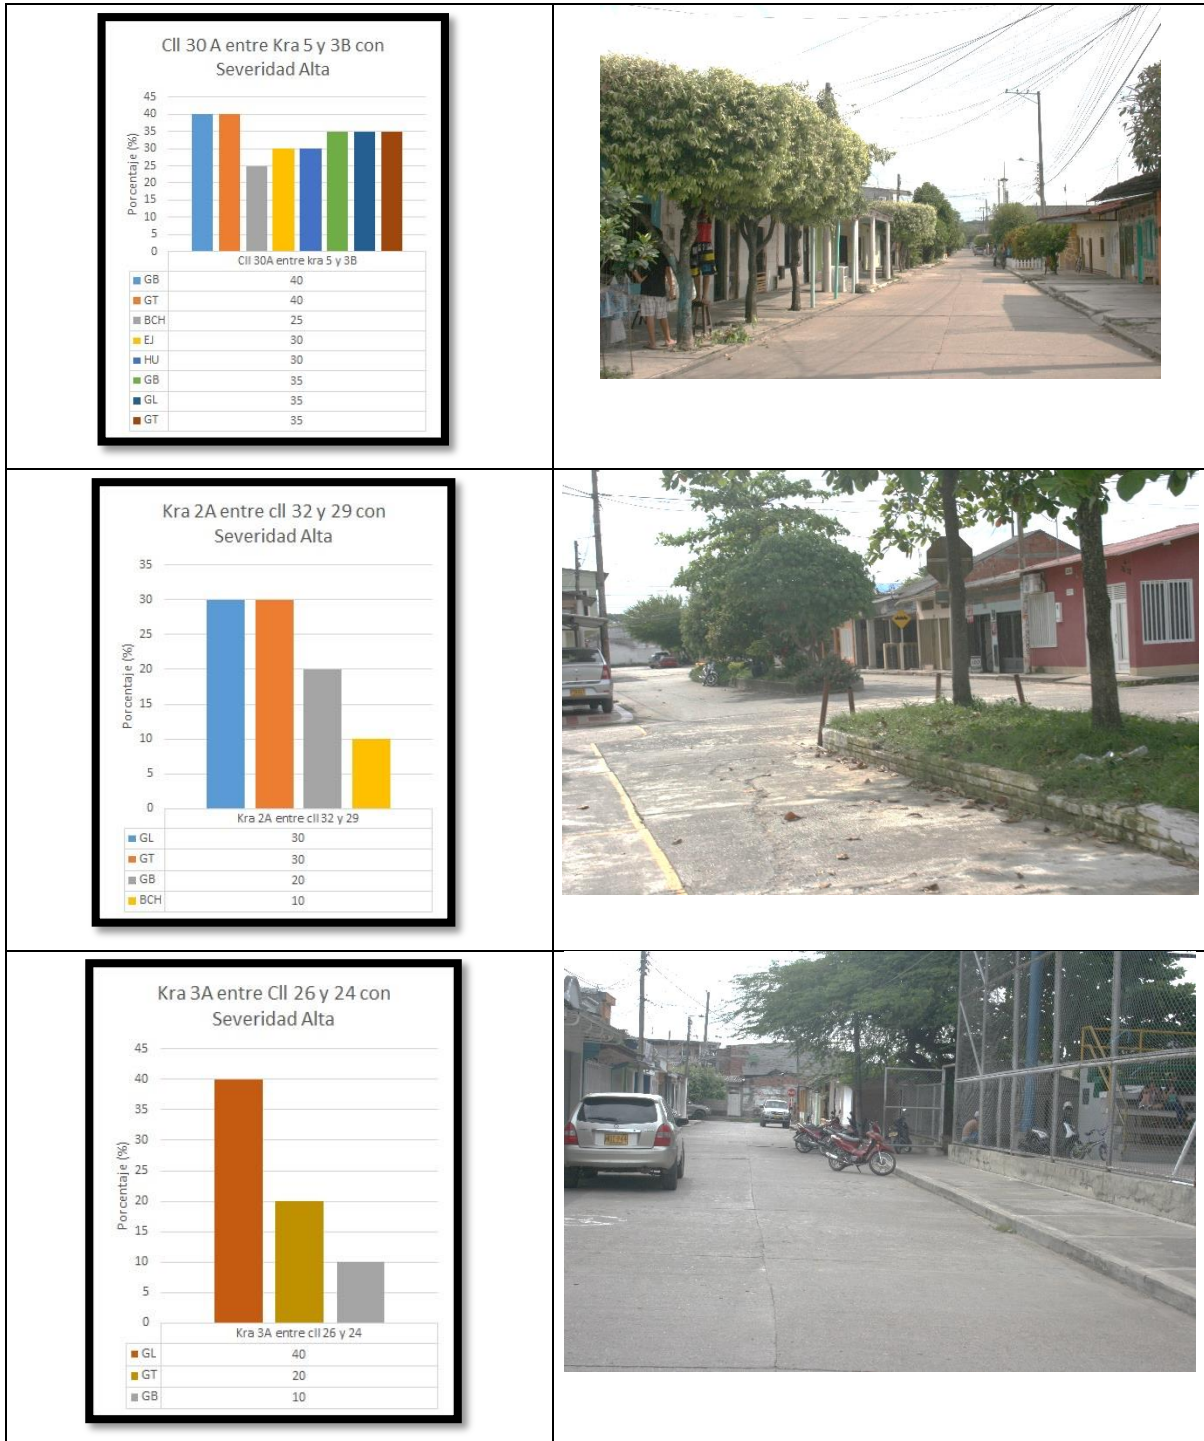 Cll 30 A entre Kra 5 y 3B con
Severidad Alta
Porcentaje (%)
45
40
35
30
25
20
15
10
5
0
Cll 30A entre kra 5 y 3B
GB 40
GT 40
BCH 25
EJ 30
HU 30
GB 35
GL 35
GT 35
Kra 2A entre cll 32 y 29 con
Severidad Alta
Porcentaje (%)
35
30
25
20
15
10
5
0
Kra 2A entre cll 32 y 29
GL 30
GT 30
GB 20
BCH 10
Kra 3A entre Cll 26 y 24 con
Severidad Alta
Porcentaje (%)
45
40
35
30
25
20
15
10
5
0
Kra 3A entre cll 26 y 24
GL 40
GT 20
GB 10